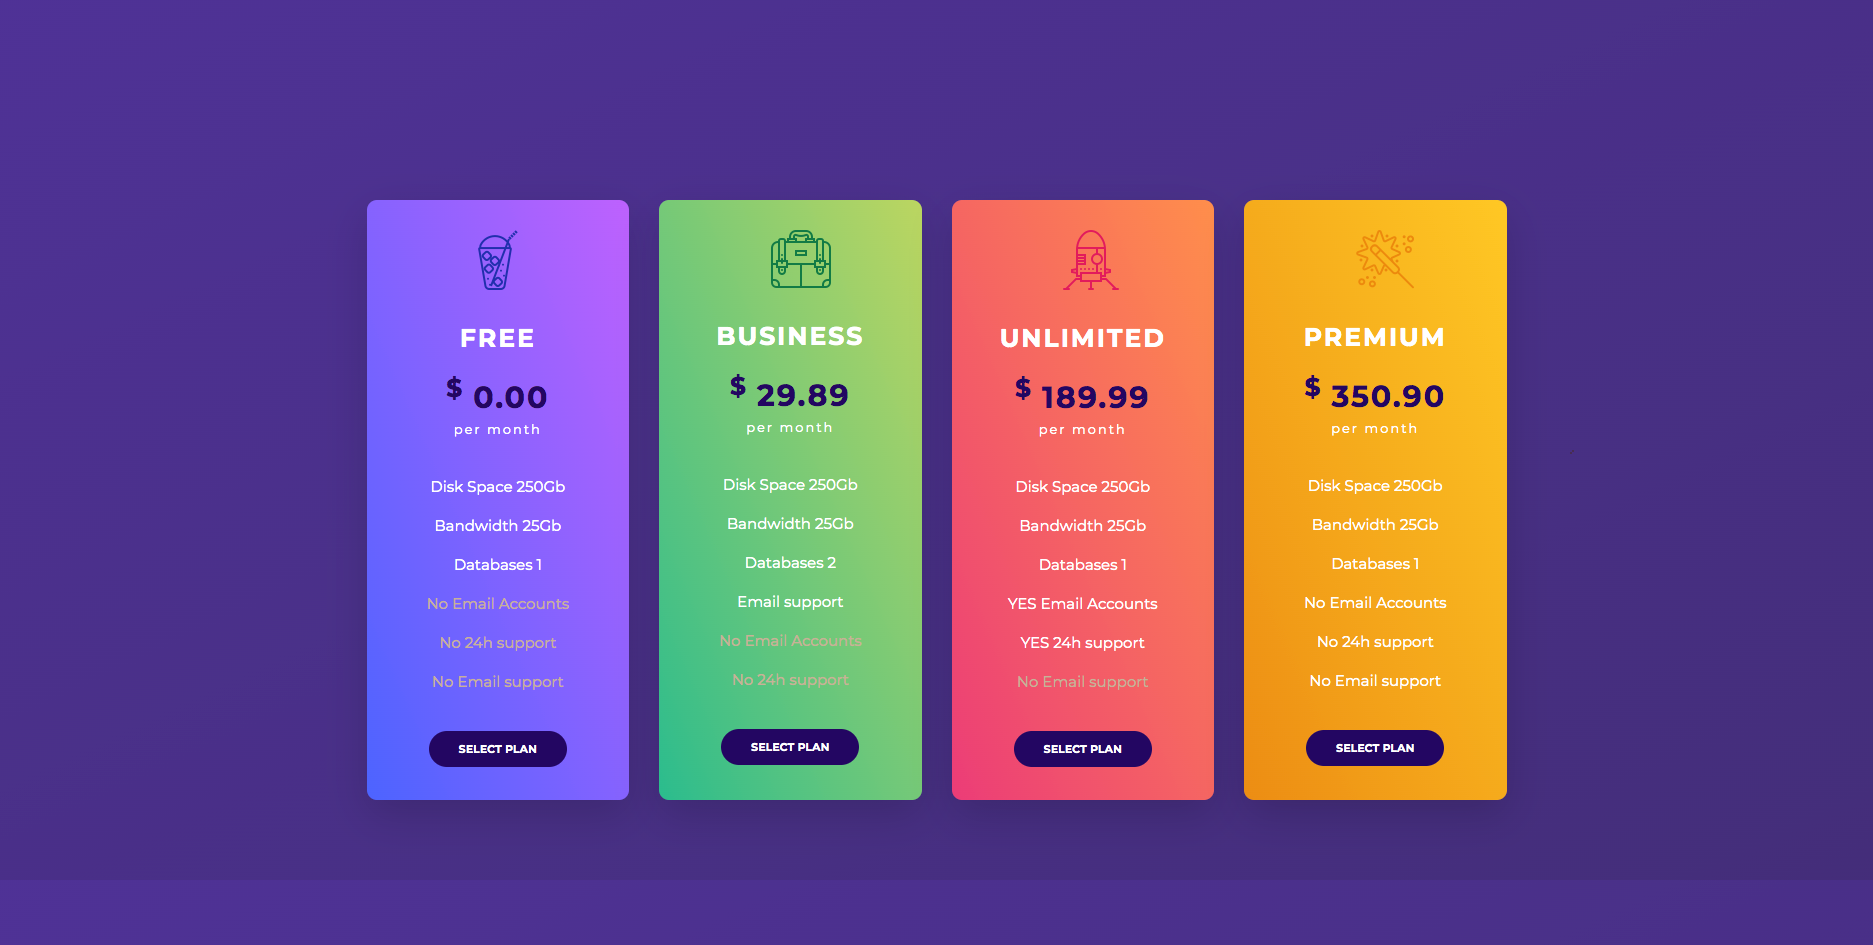 FREE
$ 0.00
per month
Disk Space 250Gb
Bandwidth 25Gb
Databases 1
No Email Accounts
No 24h support
No Email support
SELECT PLAN
BUSINESS
$ 29.89
per month
Disk Space 250Gb
Bandwidth 25Gb
Databases 2
Email support
No Email Accounts
No 24h support
SELECT PLAN
UNLIMITED
$ 189.99
per month
Disk Space 250Gb
Bandwidth 25Gb
Databases 1
YES Email Accounts
YES 24h support
No Email support
SELECT PLAN
PREMIUM
$ 350.90
per month
Disk Space 250Gb
Bandwidth 25Gb
Databases 1
No Email Accounts
No 24h support
No Email support
SELECT PLAN